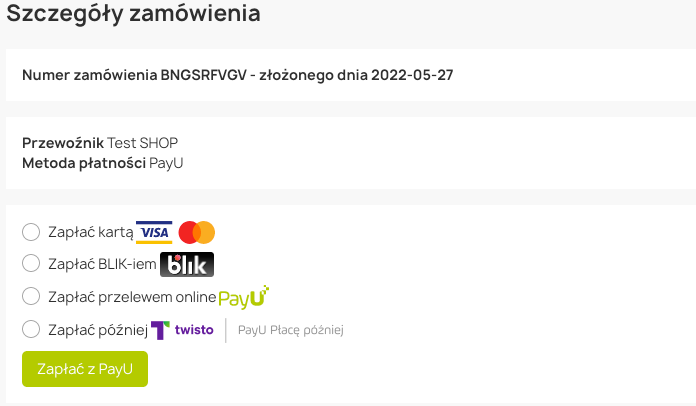 Szczegóły zamówienia
Numer zamówienia BNGSRFVGV - złożonego dnia 2022-05-27
Przewoźnik Test SHOP
Metoda płatności PayU
Zapłać kartą VISA
Zapłać BLIK-iem blik
Zapłać przelewem online PayU
Zapłać później twisto PayU Płacę później
Zapłać z PayU